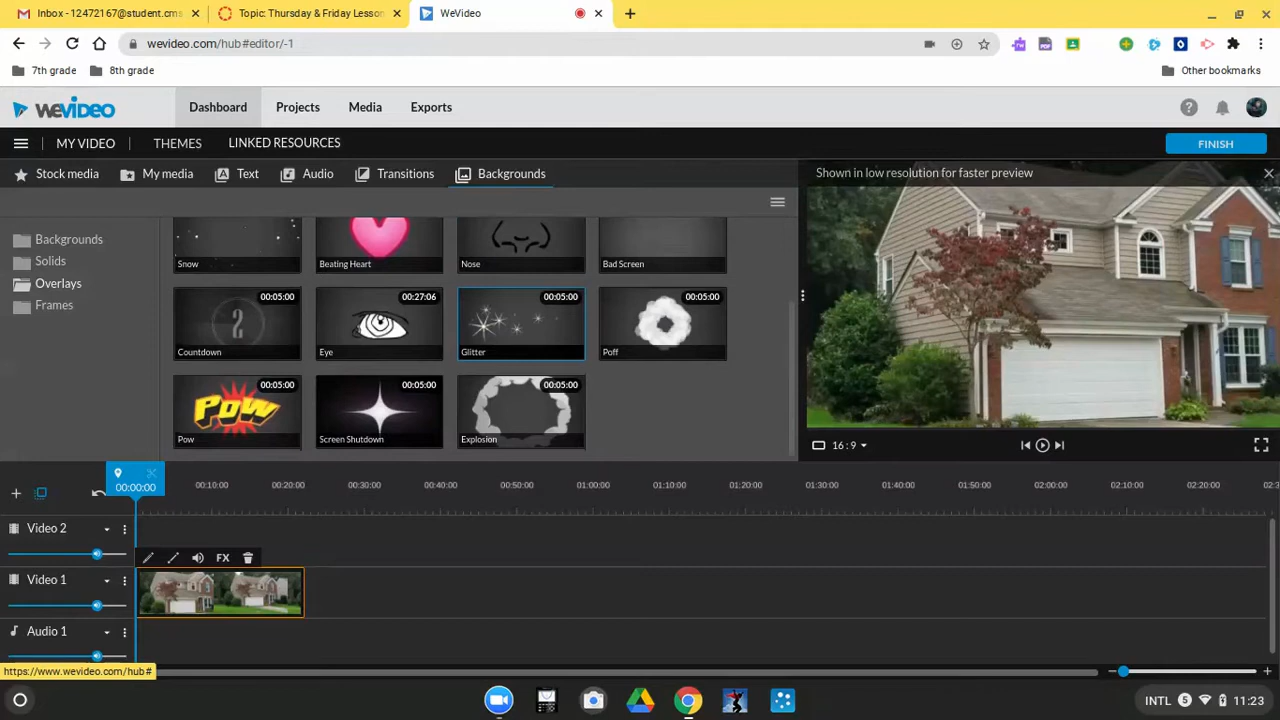 Inbox - 12472167@student.cms
Topic: Thursday & Friday Lesson
WeVideo
wevideo.com/hub#editor/-1
7th grade
8th grade
Other bookmarks
WEVIDEO
Dashboard
Projects
Media
Exports
MY VIDEO
THEMES
LINKED RESOURCES
FINISH
Stock media
My media
Text
Audio
Transitions
Backgrounds
Shown in low resolution for faster preview
Backgrounds
Solids
Overlays
Frames
Snow
Beating Heart
Nose
Bad Screen
00:05:00
00:27:06
00:05:00
00:05:00
2
Countdown
Eye
Glitter
Poff
00:05:00
00:05:00
00:05:00
POW
Pow
Screen Shutdown
Explosion
16:9
00:00:00
00:10:00
00:20:00
00:30:00
00:40:00
00:50:00
01:00:00
01:10:00
01:20:00
01:30:00
01:40:00
01:50:00
02:00:00
02:10:00
02:20:00
Video 2
FX
Video 1
Audio 1
https://www.wevideo.com/hub#
INTL
5
11:23